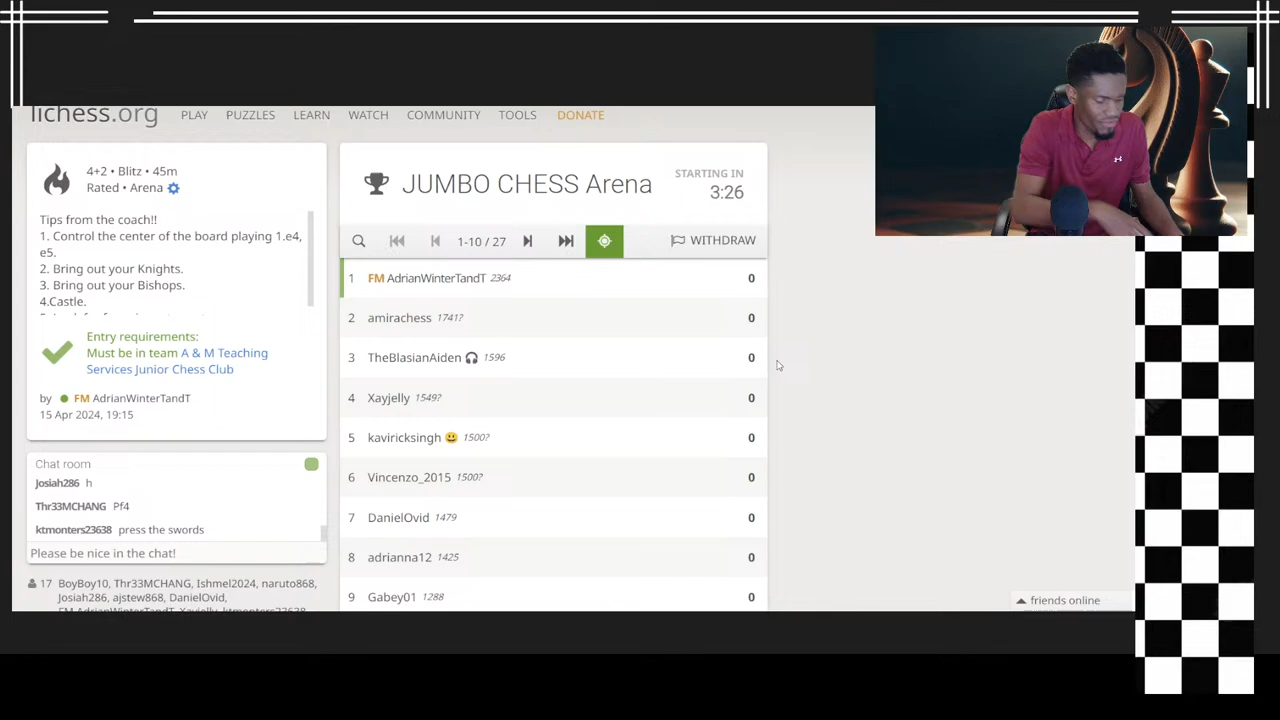 lichess.org PLAY PUZZLES LEARN WATCH COMMUNITY TOOLS DONATE
4+2 • Blitz • 45m
Rated • Arena
Tips from the coach!!
1. Control the center of the board playing 1.e4,
e5.
2. Bring out your Knights.
3. Bring out your Bishops.
4.Castle.
Entry requirements:
Must be in team A & M Teaching
Services Junior Chess Club
by FM AdrianWinterTandT
15 Apr 2024, 19:15
Chat room
Josiah286 h
Thr33MCHANG Pf4
ktmonters23638 press the swords
Please be nice in the chat!
17 BoyBoy10, Thr33MCHANG, Ishmel2024, naruto868,
Josiah286, ajstew868, DanielOvid,
FM AdrianWinterTandT, Xayjelly, ktmonters23638
JUMBO CHESS Arena
STARTING IN
3:26
1-10 / 27
WITHDRAW
1 FM AdrianWinterTandT 2364 0
2 amirachess 1741? 0
3 TheBlasianAiden 1596 0
4 Xayjelly 1549? 0
5 kaviricksingh 1500? 0
6 Vincenzo_2015 1500? 0
7 DanielOvid 1479 0
8 adrianna12 1425 0
9 Gabey01 1288 0
friends online